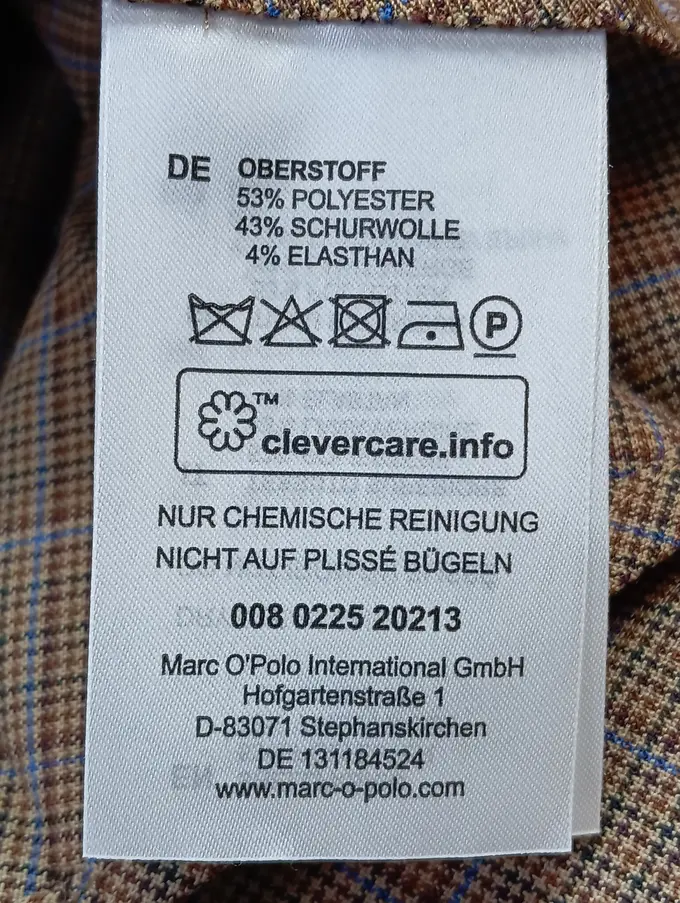 DE OBERSTOFF
53% POLYESTER
43% SCHURWOLLE
4% ELASTHAN
P
TM
clevercare.info
NUR CHEMISCHE REINIGUNG
NICHT AUF PLISSÉ BÜGELN
008 0225 20213
Marc O'Polo International GmbH
Hofgartenstraße 1
D-83071 Stephanskirchen
DE 131184524
www.marc-o-polo.com